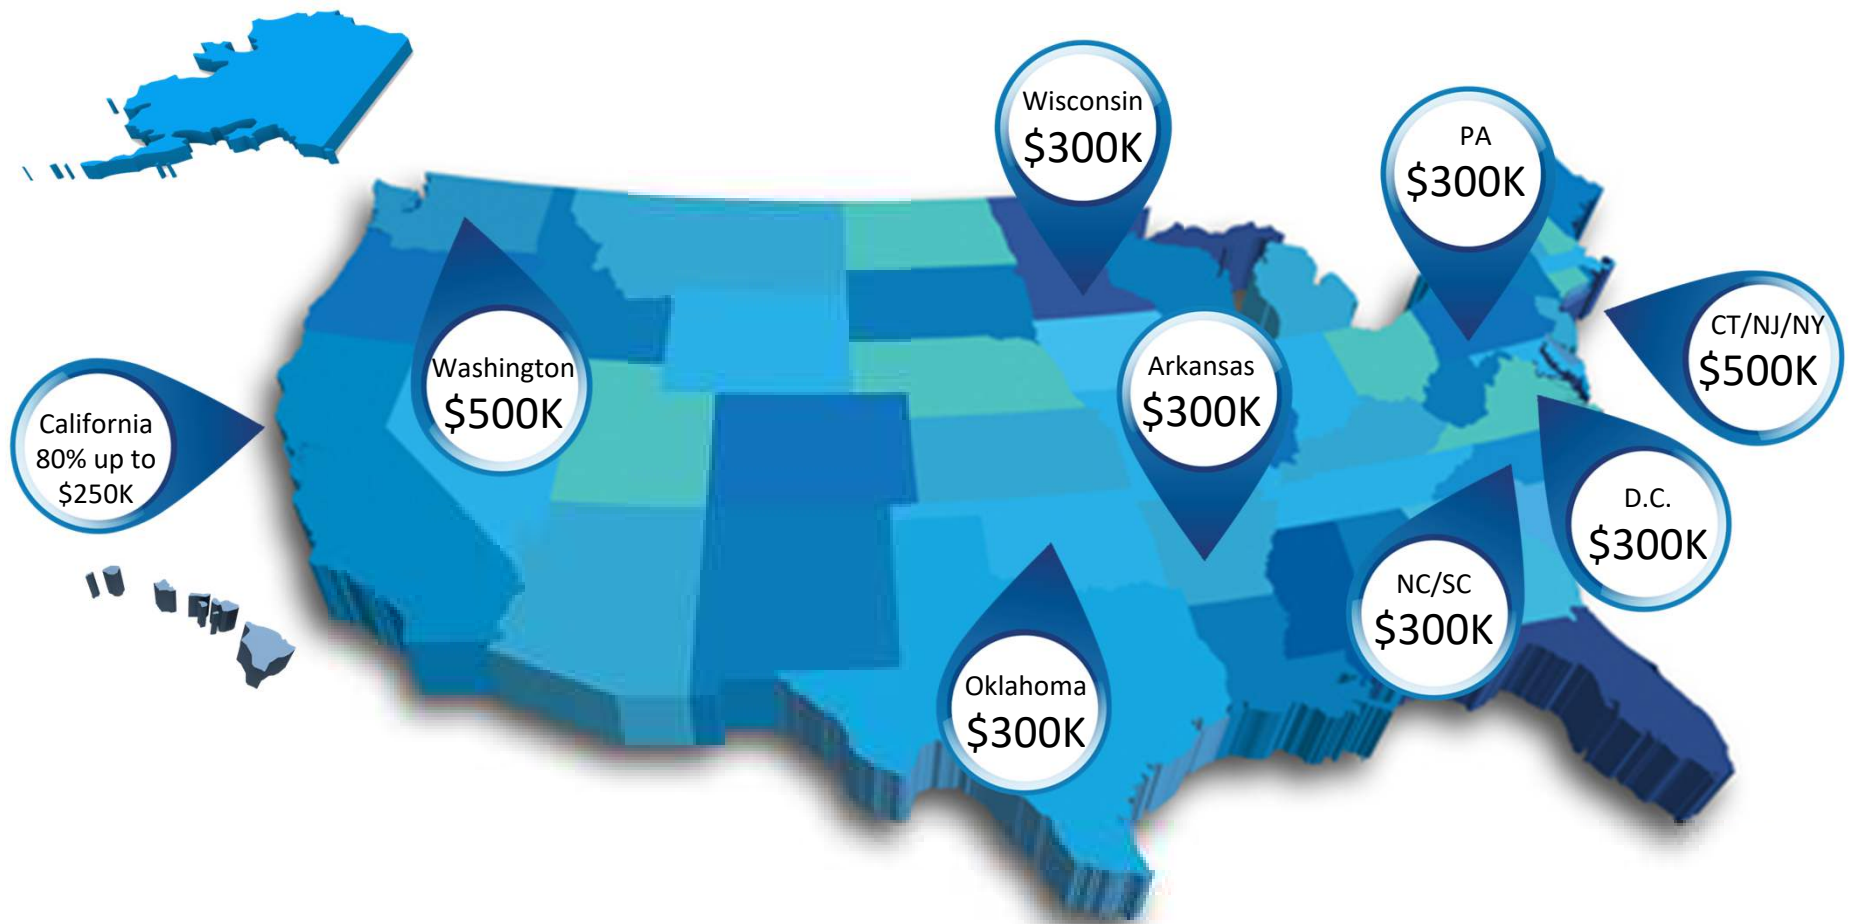 Wisconsin
$300K
PA
$300K
CT/NJ/NY
$500K
Washington
$500K
Arkansas
$300K
California
80% up to
$250K
D.C.
$300K
NC/SC
$300K
Oklahoma
$300K